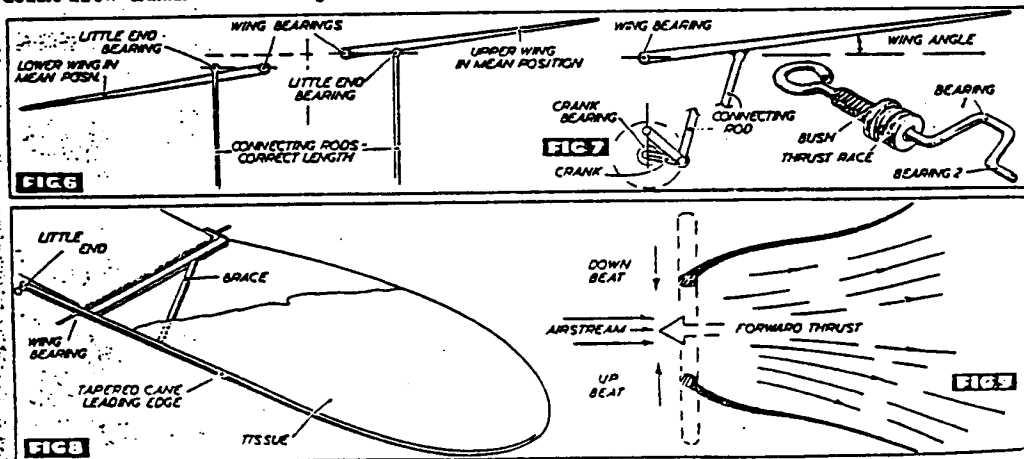 LITTLE END
BEARING
WING BEARINGS
LOWER WING IN
MEAN POSN.
LITTLE END
BEARING
UPPER WING
IN MEAN POSITION
CONNECTING RODS -
CORRECT LENGTH
FIG 6
WING BEARING
WING ANGLE
CRANK
BEARING
CONNECTING
ROD
FIG 7
CRANK
BUSH
THRUST RACE
BEARING
1
BEARING 2
LITTLE
END
BRACE
WING
BEARING
TAPERED CANE
LEADING EDGE
TISSUE
FIG 8
DOWN
BEAT
AIRSTREAM
FORWARD THRUST
UP
BEAT
FIG 9